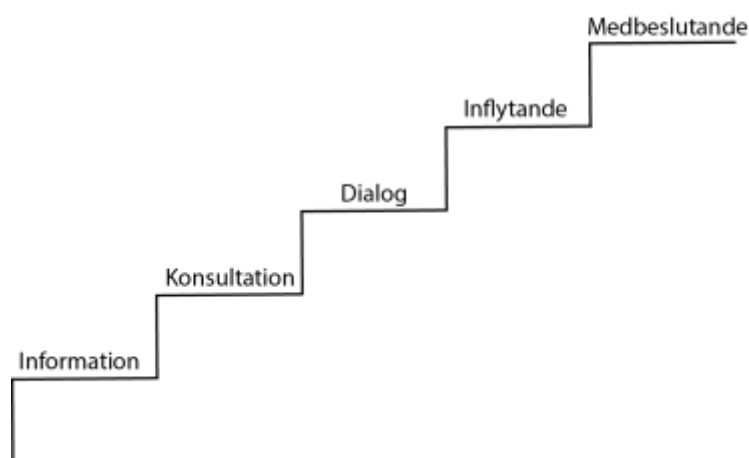 Medbeslutande
Inflytande
Dialog
Konsultation
Information